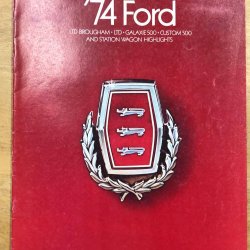 '74 Ford
LTD BROUGHAM • LTD • GALAXIE 500 • CUSTOM 500
AND STATION WAGON HIGHLIGHTS